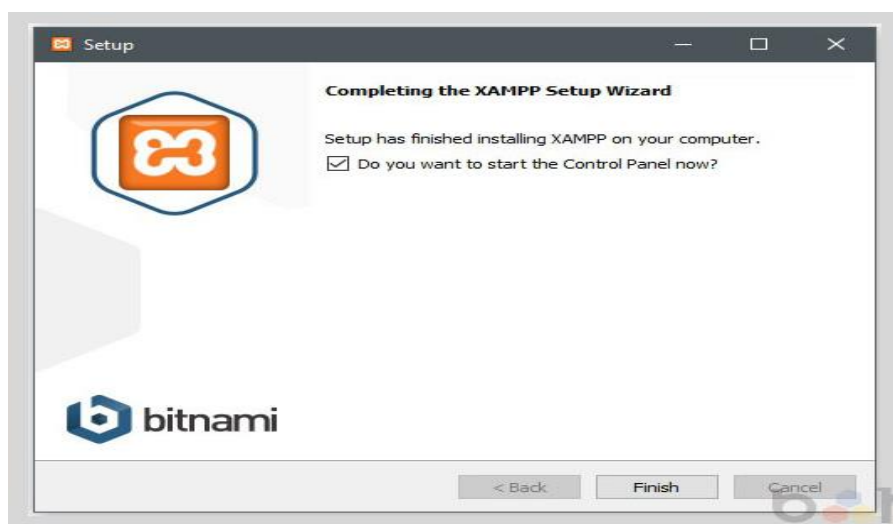 Setup
Completing the XAMPP Setup Wizard
Setup has finished installing XAMPP on your computer.
Do you want to start the Control Panel now?
bitnami
< Back
Finish
Cancel